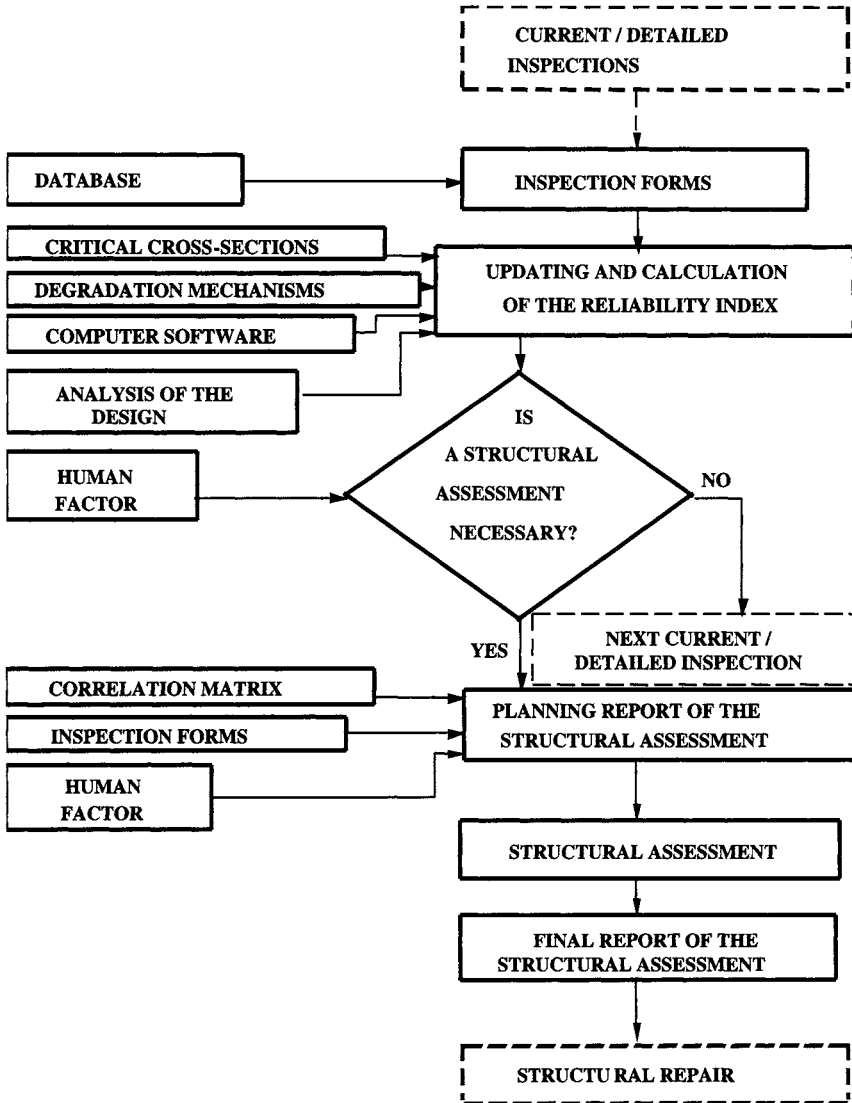 CURRENT / DETAILED
INSPECTIONS
DATABASE
INSPECTION FORMS
CRITICAL CROSS-SECTIONS
DEGRADATION MECHANISMS
COMPUTER SOFTWARE
ANALYSIS OF THE
DESIGN
UPDATING AND CALCULATION
OF THE RELIABILITY INDEX
HUMAN
FACTOR
IS
A STRUCTURAL
ASSESSMENT
NECESSARY?
NO
YES
NEXT CURRENT /
DETAILED INSPECTION
CORRELATION MATRIX
INSPECTION FORMS
HUMAN
FACTOR
PLANNING REPORT OF THE
STRUCTURAL ASSESSMENT
STRUCTURAL ASSESSMENT
FINAL REPORT OF THE
STRUCTURAL ASSESSMENT
STRUCTURAL REPAIR